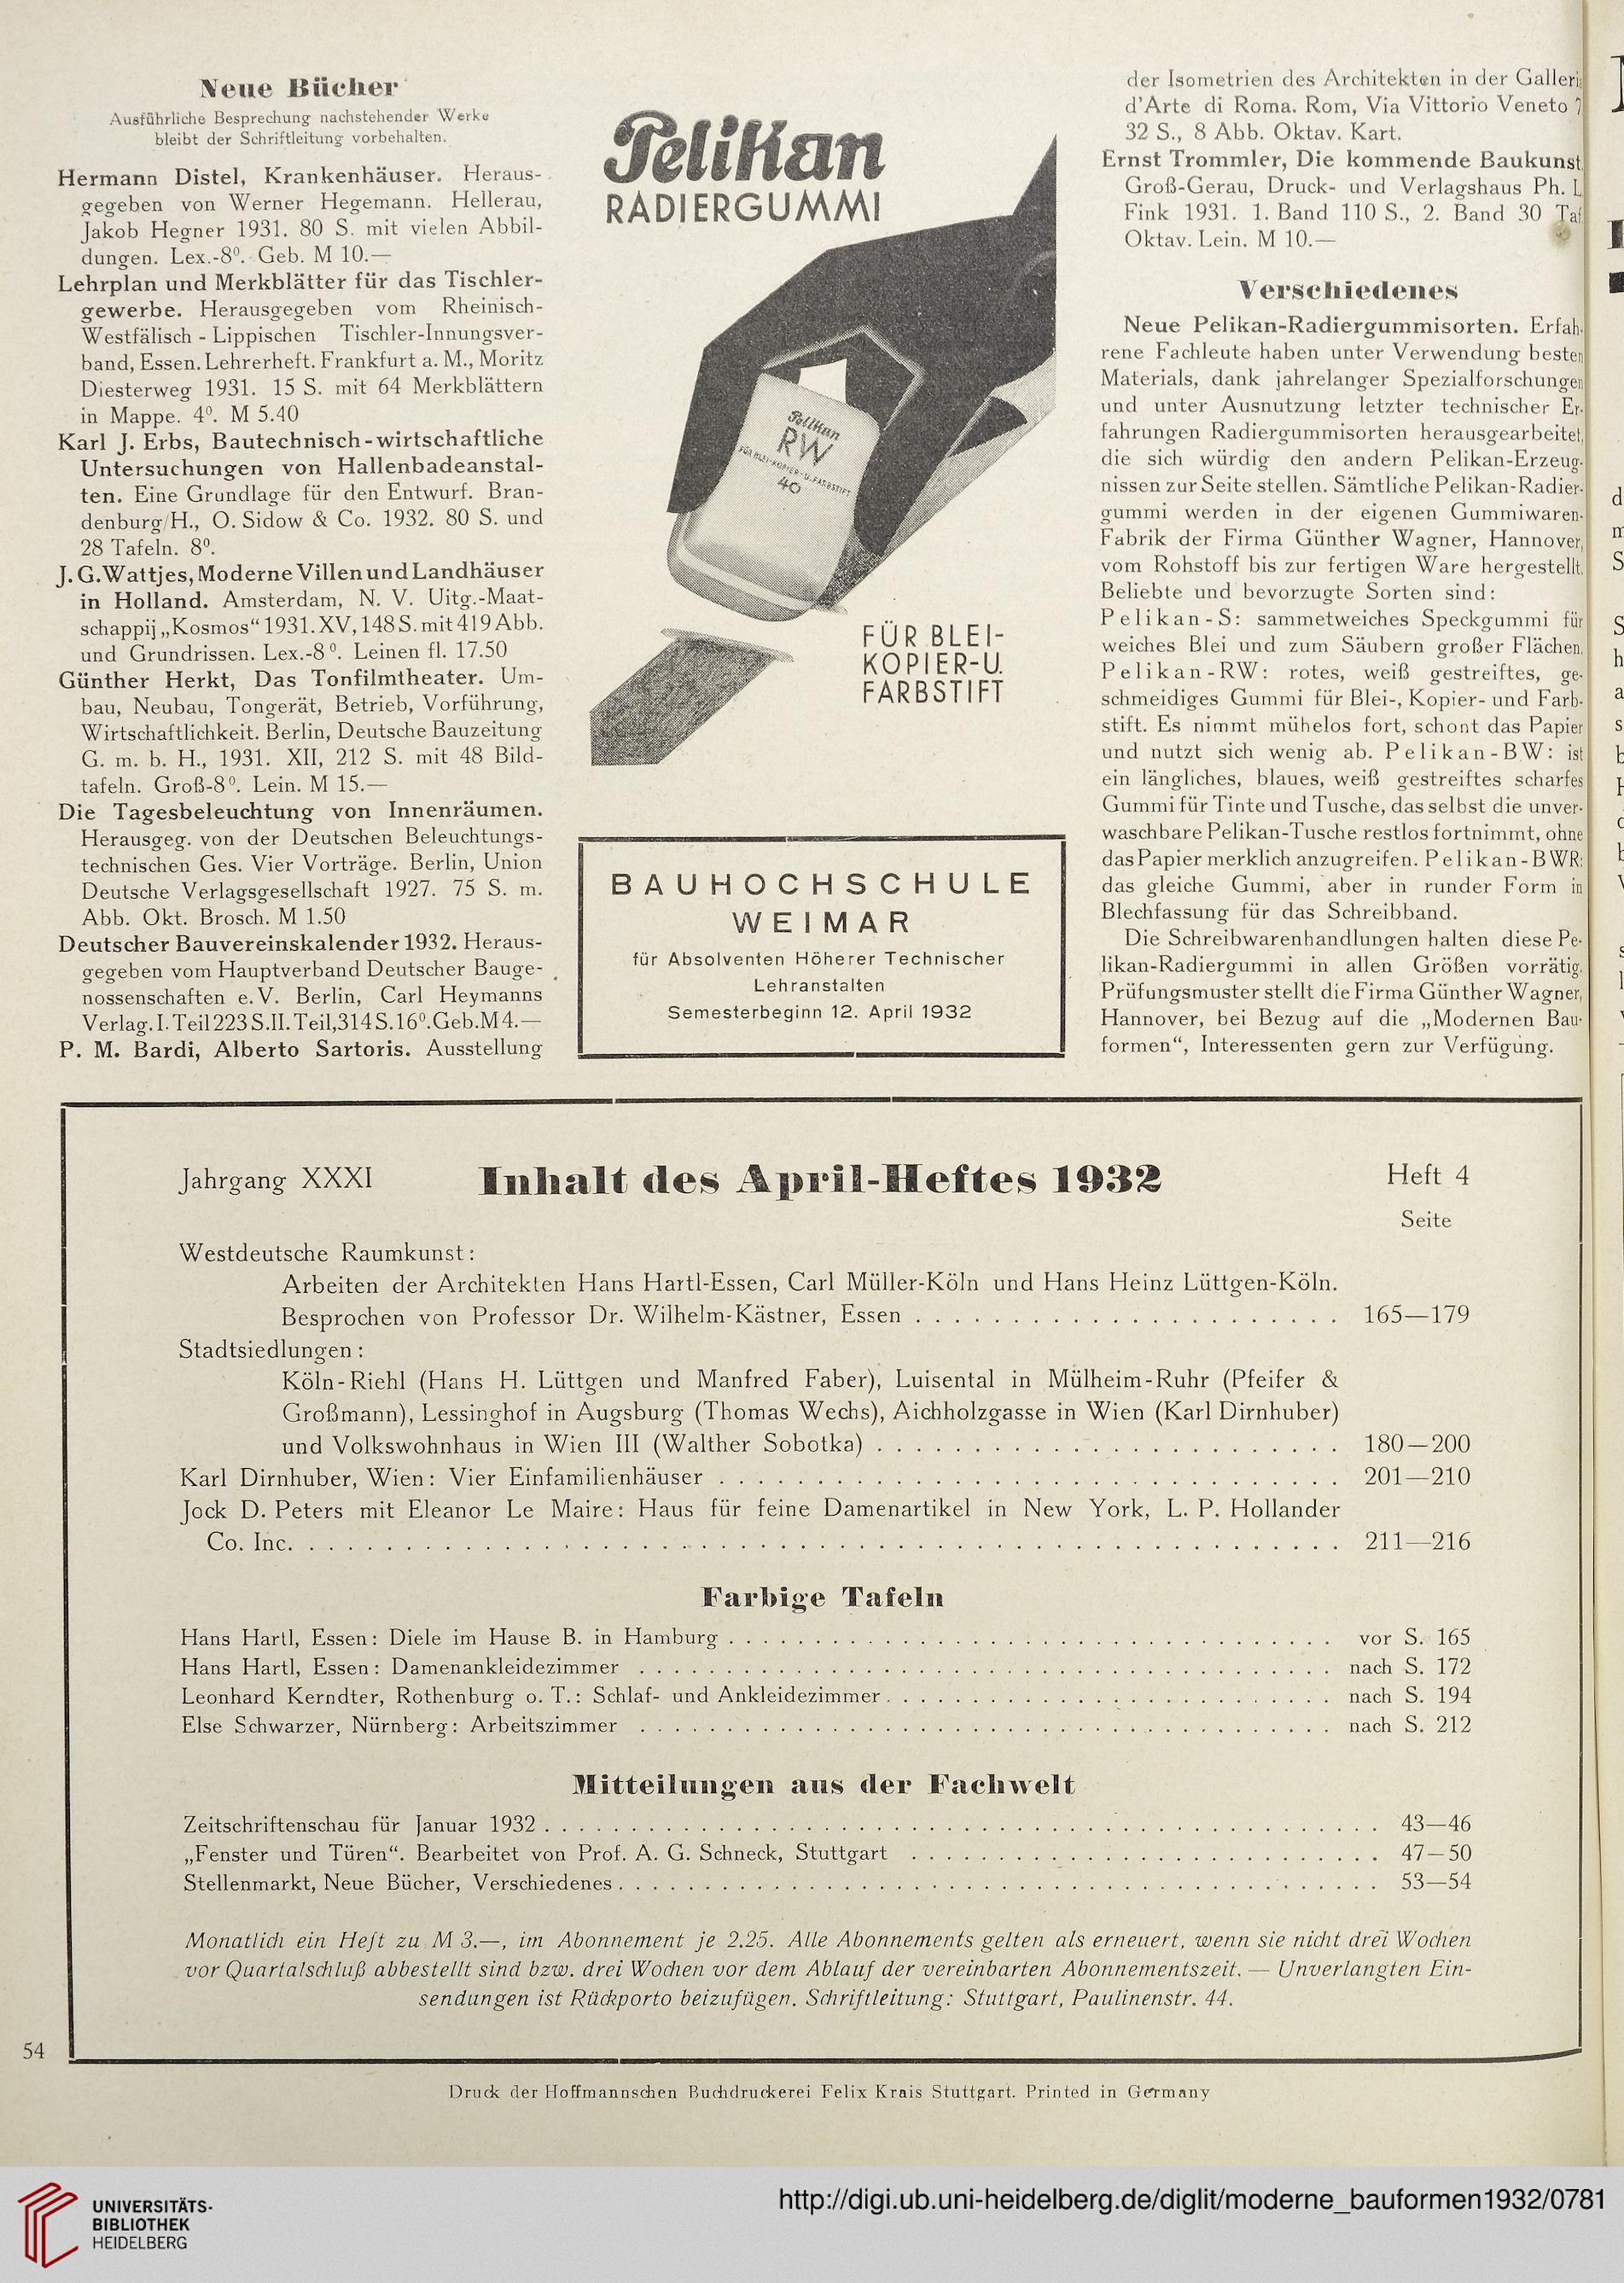 Neue Bücher
Ausführliche Besprechung nachstehender Werke
bleibt der Schriftleitung vorbehalten.
Hermann Distel, Krankenhäuser. Heraus-
gegeben von Werner Hegemann. Hellerau,
Jakob Hegner 1931. 80 S. mit vielen Abbil-
dungen. Lex.-8⁰. Geb. M 10.—
Lehrplan und Merkblätter für das Tischler-
gewerbe. Herausgegeben vom Rheinisch-
Westfälisch - Lippischen Tischler-Innungsver-
band, Essen. Lehrerheft. Frankfurt a. M., Moritz
Diesterweg 1931. 15 S. mit 64 Merkblättern
in Mappe. 4⁰. M 5.40
Karl J. Erbs, Bautechnisch-wirtschaftliche
Untersuchungen von Hallenbadeanstal-
ten. Eine Grundlage für den Entwurf. Bran-
denburg/H., O. Sidow & Co. 1932. 80 S. und
28 Tafeln. 8⁰.
J. G. Wattjes, Moderne Villen und Landhäuser
in Holland. Amsterdam, N. V. Uitg.-Maat-
schappij „Kosmos“ 1931. XV, 148 S. mit 419 Abb.
und Grundrissen. Lex.-8⁰. Leinen fl. 17.50
Günther Herkt, Das Tonfilmtheater. Um-
bau, Neubau, Tongerät, Betrieb, Vorführung,
Wirtschaftlichkeit. Berlin, Deutsche Bauzeitung
G. m. b. H., 1931. XII, 212 S. mit 48 Bild-
tafeln. Groß-8⁰. Lein. M 15.—
Die Tagesbeleuchtung von Innenräumen.
Herausgeg. von der Deutschen Beleuchtungs-
technischen Ges. Vier Vorträge. Berlin, Union
Deutsche Verlagsgesellschaft 1927. 75 S. m.
Abb. Okt. Brosch. M 1.50
Deutscher Bauvereinskalender 1932. Heraus-
gegeben vom Hauptverband Deutscher Bauge-
nossenschaften e. V. Berlin, Carl Heymanns
Verlag. I. Teil 223 S. II. Teil, 314 S. 16⁰. Geb. M 4.—
P. M. Bardi, Alberto Sartoris. Ausstellung
Pelikan
RADIERGUMMI
Pelikan
RW
FÜR BLEI-KOPIER-U.FARBSTIFT
40
FÜR BLEI-
KOPIER-U.
FARBSTIFT
BAUHOCHSCHULE
WEIMAR
für Absolventen Höherer Technischer
Lehranstalten
Semesterbeginn 12. April 1932
der Isometrien des Architekten in der
d'Arte di Roma. Rom, Via Vittorio Veneto
32 S., 8 Abb. Oktav. Kart.
Ernst Trommler, Die kommende Baukunst.
Groß-Gerau, Druck- und Verlagshaus Ph. L.
Fink 1931. 1. Band 110 S., 2. Band 30 Taf.
Oktav. Lein. M 10.—
Verschiedenes
Neue Pelikan-Radiergummisorten. Erfah-
rene Fachleute haben unter Verwendung besten
Materials, dank jahrelanger Spezialforschungen
und unter Ausnutzung letzter technischer Er-
fahrungen Radiergummisorten herausgearbeitet,
die sich würdig den andern Pelikan-Erzeug-
nissen zur Seite stellen. Sämtliche Pelikan-Radier-
gummi werden in der eigenen Gummiwaren-
Fabrik der Firma Günther Wagner, Hannover,
vom Rohstoff bis zur fertigen Ware hergestellt.
Beliebte und bevorzugte Sorten sind:
Pelikan-S: sammetweiches Speckgummi für
weiches Blei und zum Säubern großer Flächen.
Pelikan-RW: rotes, weiß gestreiftes, ge-
schmeidiges Gummi für Blei-, Kopier- und Farb-
stift. Es nimmt mühelos fort, schont das Papier
und nutzt sich wenig ab. Pelikan-BW: ist
ein längliches, blaues, weiß gestreiftes scharfes
Gummi für Tinte und Tusche, das selbst die unver-
waschbare Pelikan-Tusche restlos fortnimmt, ohne
das Papier merklich anzugreifen. Pelikan-BWR:
das gleiche Gummi, aber in runder Form in
Blechfassung für das Schreibband.
Die Schreibwarenhandlungen halten diese Pe-
likan-Radiergummi in allen Größen vorrätig.
Prüfungsmuster stellt die Firma Günther Wagner,
Hannover, bei Bezug auf die „Modernen Bau-
formen“, Interessenten gern zur Verfügung.
Jahrgang XXXI Inhalt des April-Heftes 1932 Heft 4
Seite
Westdeutsche Raumkunst:
Arbeiten der Architekten Hans Hartl-Essen, Carl Müller-Köln und Hans Heinz Lüttgen-Köln.
Besprochen von Professor Dr. Wilhelm-Kästner, Essen . . . . . 165—179
Stadtsiedlungen:
Köln-Riehl (Hans H. Lüttgen und Manfred Faber), Luisental in Mülheim-Ruhr (Pfeifer &
Großmann), Lessinghof in Augsburg (Thomas Wechs), Aichholzgasse in Wien (Karl Dirnhuber)
und Volkswohnhaus in Wien III (Walther Sobotka) . . . . . 180—200
Karl Dirnhuber, Wien: Vier Einfamilienhäuser . . . . . 201—210
Jock D. Peters mit Eleanor Le Maire: Haus für feine Damenartikel in New York, L. P. Hollander
Co. Inc. . . . . . 211—216
Farbige Tafeln
Hans Hartl, Essen: Diele im Hause B. in Hamburg . . . . . vor S. 165
Hans Hartl, Essen: Damenankleidezimmer . . . . . nach S. 172
Leonhard Kerndter, Rothenburg o. T.: Schlaf- und Ankleidezimmer . . . . . nach S. 194
Else Schwarzer, Nürnberg: Arbeitszimmer . . . . . nach S. 212
Mitteilungen aus der Fachwelt
Zeitschriftenschau für Januar 1932 . . . . . 43—46
„Fenster und Türen“. Bearbeitet von Prof. A. G. Schneck, Stuttgart . . . . . 47—50
Stellenmarkt, Neue Bücher, Verschiedenes . . . . . 53—54
Monatlich ein Heft zu M 3.—, im Abonnement je 2.25. Alle Abonnements gelten als erneuert, wenn sie nicht drei Wochen
vor Quartalschluß abbestellt sind bzw. drei Wochen vor dem Ablauf der vereinbarten Abonnementszeit. — Unverlangten Ein-
sendungen ist Rückporto beizufügen. Schriftleitung: Stuttgart, Paulinenstr. 44.
54
Druck der Hoffmannschen Buchdruckerei Felix Krais Stuttgart. Printed in Germany
UNIVERSITÄTS-
BIBLIOTHEK
HEIDELBERG
http://digi.ub.uni-heidelberg.de/diglit/moderne_bauformen1932/0781